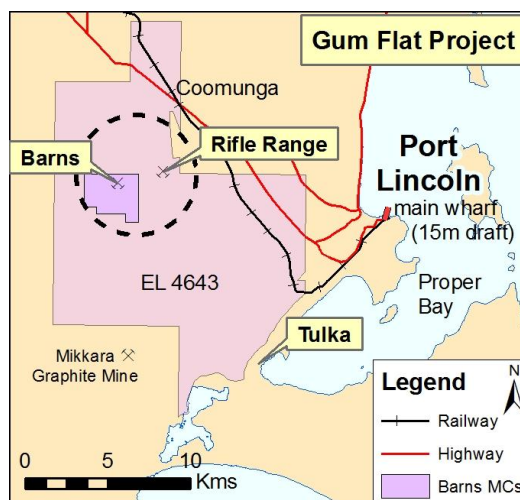 Gum Flat Project
Coomunga
Barns
Rifle Range
Port
Lincoln
main wharf
(15m draft)
EL 4643
Proper
Bay
Tulka
Mikkara
Graphite Mine
Legend
N
Railway
Highway
Barns MCs
0 10
Kms